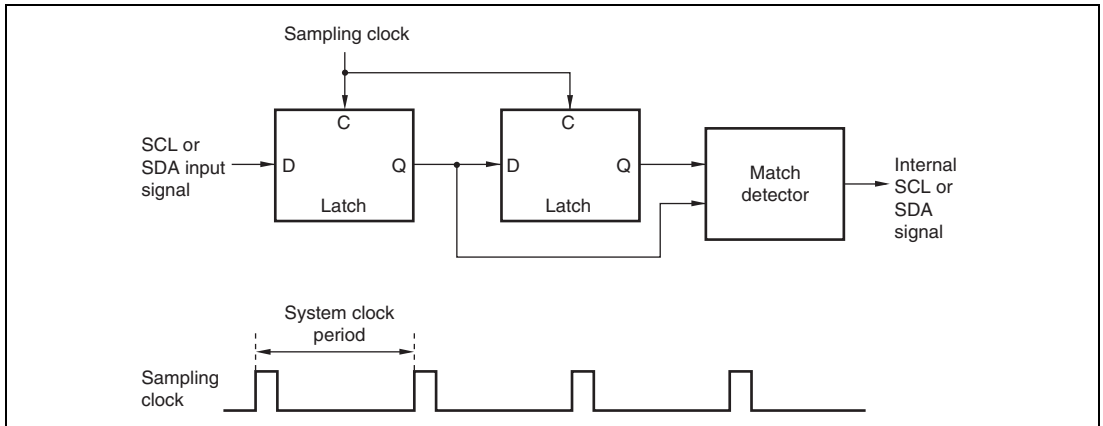 Sampling clock
SCL or
SDA input
signal
C
D
Q
Latch
C
D
Q
Latch
Match
detector
Internal
SCL or
SDA
signal
System clock
period
Sampling
clock